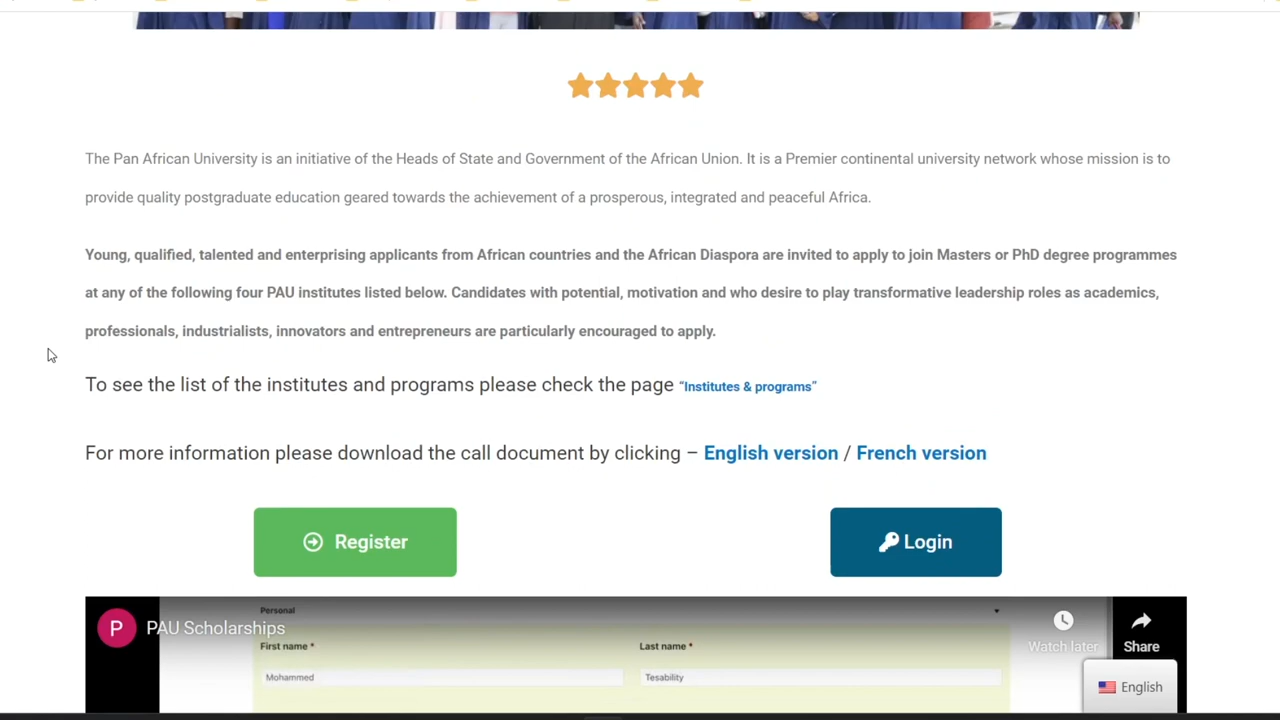 The Pan African University is an initiative of the Heads of State and Government of the African Union. It is a Premier continental university network whose mission is to
provide quality postgraduate education geared towards the achievement of a prosperous, integrated and peaceful Africa.
Young, qualified, talented and enterprising applicants from African countries and the African Diaspora are invited to apply to join Masters or PhD degree programmes
at any of the following four PAU institutes listed below. Candidates with potential, motivation and who desire to play transformative leadership roles as academics,
professionals, industrialists, innovators and entrepreneurs are particularly encouraged to apply.
To see the list of the institutes and programs please check the page “Institutes & programs”
For more information please download the call document by clicking – English version / French version
Register
Login
Personal
P PAU Scholarships
First name *
Last name *
Watch later
Share
Mohammed
Tesability
English